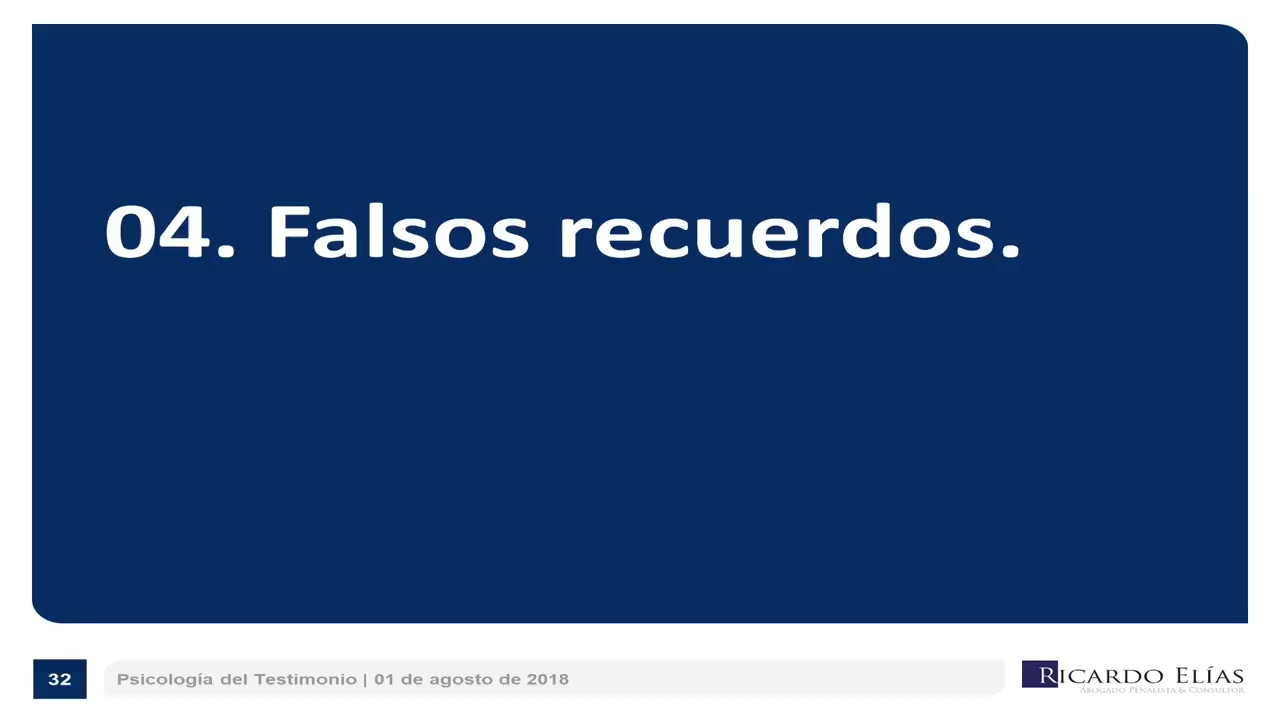 04. Falsos recuerdos.
32
Psicología del Testimonio | 01 de agosto de 2018
RICARDO ELÍAS
ABOGADO PENALISTA & CONSULTOR